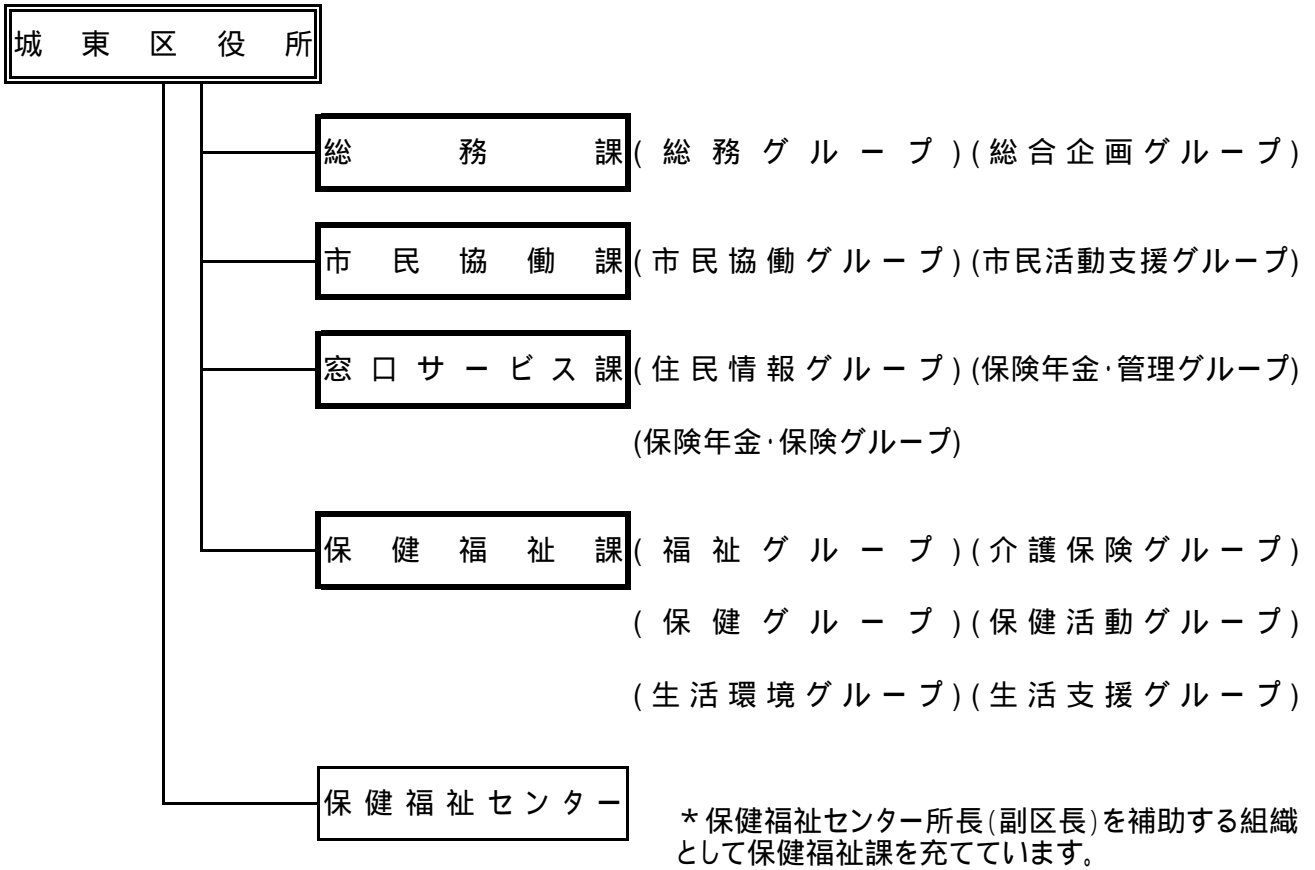 城東区役所
総務課(総務グループ)(総合企画グループ)
市民協働課(市民協働グループ)(市民活動支援グループ)
窓口サービス課(住民情報グループ)(保険年金・管理グループ)
(保険年金・保険グループ)
保健福祉課(福祉グループ)(介護保険グループ)
(保健グループ)(保健活動グループ)
(生活環境グループ)(生活支援グループ)
保健福祉センター
*保健福祉センター所長(副区長)を補助する組織
として保健福祉課を充てています。